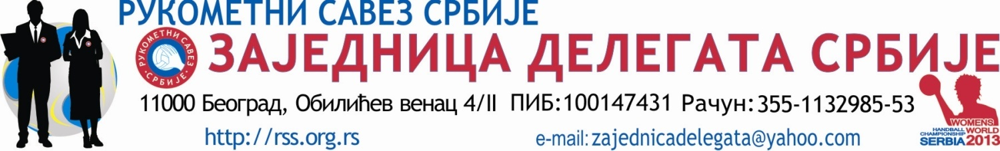 РУКОМЕТНИ САВЕЗ СРБИЈЕ
РУКОМЕТНИ САВЕЗ
СРБИЈЕ
ЗАЈЕДНИЦА ДЕЛЕГАТА СРБИЈЕ
11000 Београд, Обилићев венац 4/II ПИБ:100147431 Рачун:355-1132985-53
http://rss.org.rs
e-mail: zajednicadelegata@yahoo.com
WOMENS
HANDBALL WORLD
CHAMPIONSHIP
SERBIA 2013